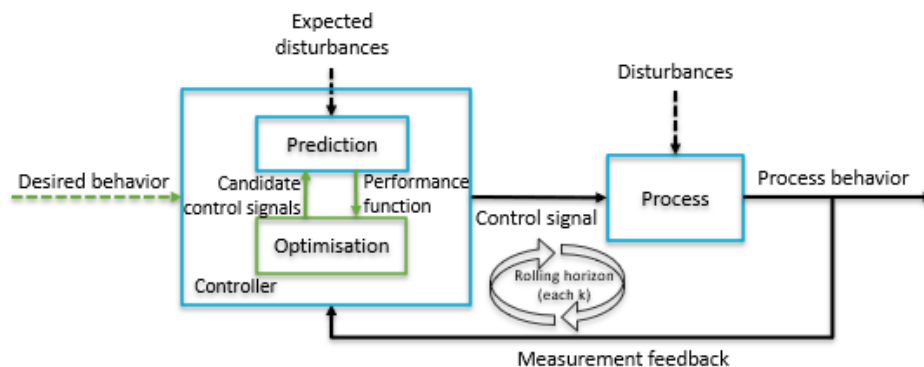 Expected
disturbances
Disturbances
Prediction
Desired behavior
Candidate
control signals
Performance
function
Process behavior
Process
Control signal
Optimisation
Controller
Rolling horizon
(each k)
Measurement feedback